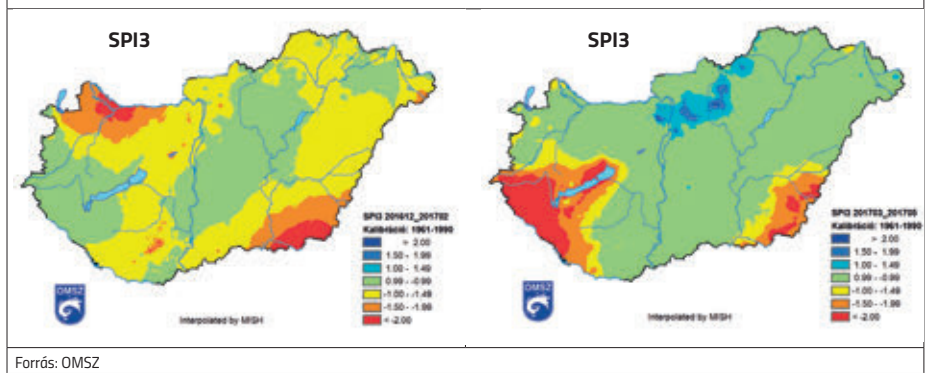 SPI3
SPI3 201612_201702
Kalibráció: 1961-1990
> 2.00
1.50 - 1.99
1.00 - 1.49
0.99 - -0.99
-1.00 - -1.49
-1.50 - -1.99
< -2.00
OMSZ
Interpolated by MISH
SPI3
SPI3 201703_201705
Kalibráció: 1961-1990
> 2.00
1.50 - 1.99
1.00 - 1.49
0.99 - -0.99
-1.00 - -1.49
-1.50 - -1.99
< -2.00
OMSZ
Interpolated by MISH
Forrás: OMSZ